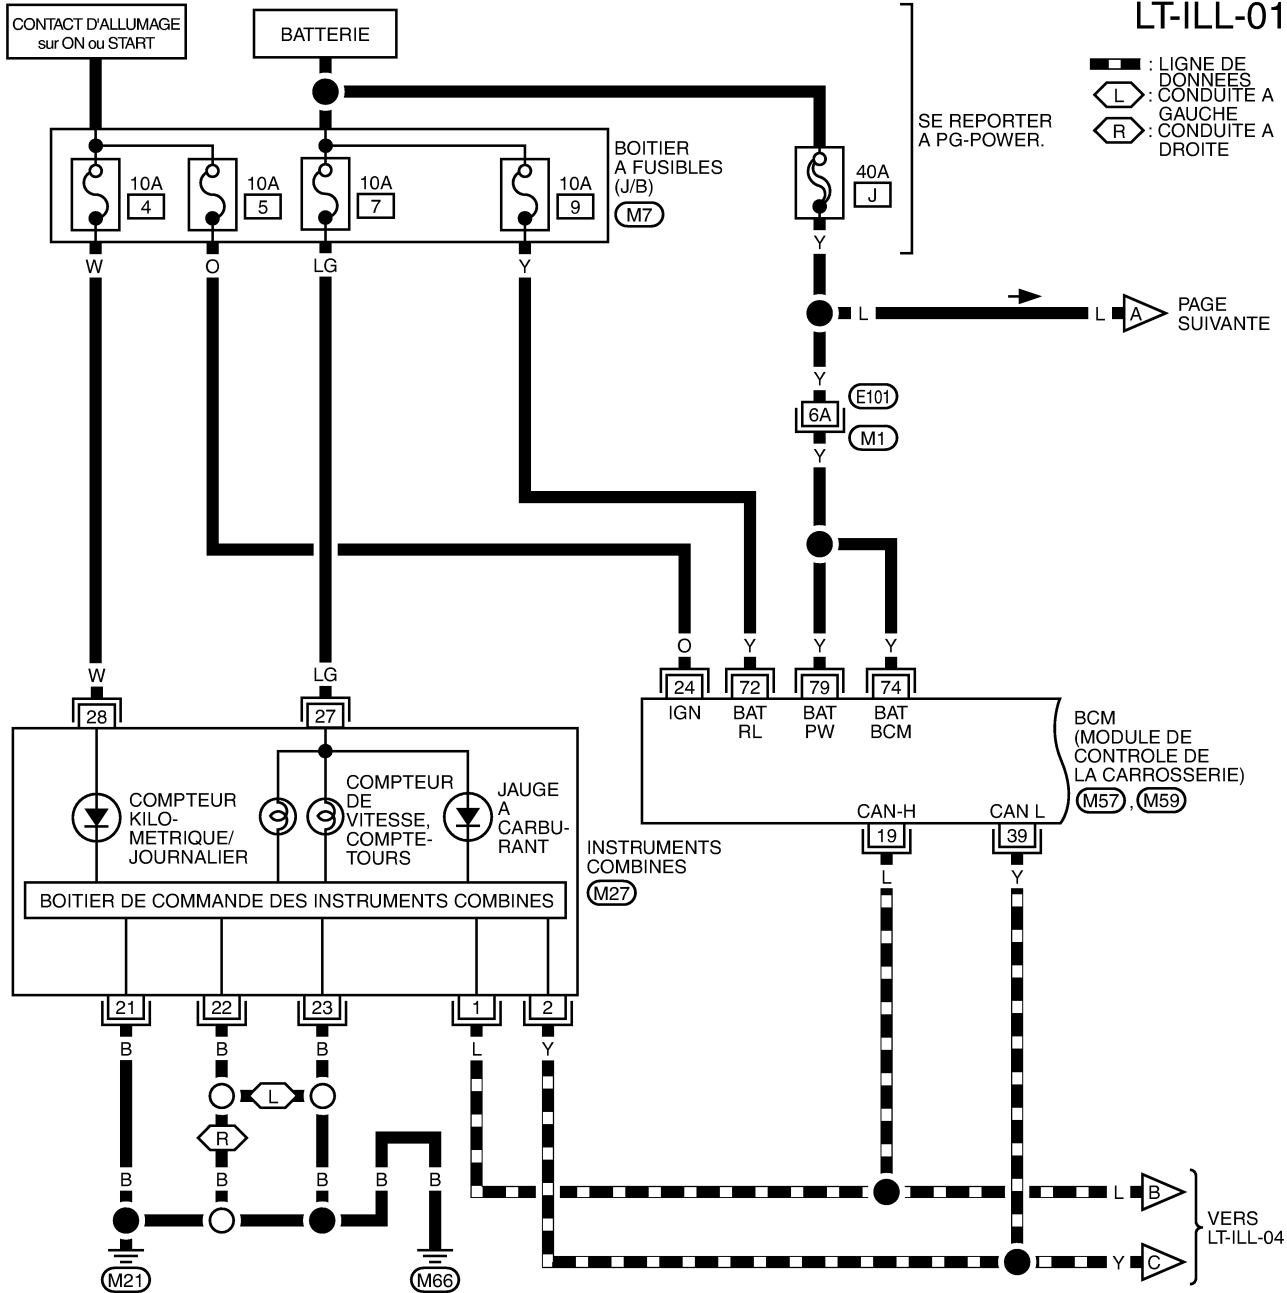 LT-ILL-01
CONTACT D'ALLUMAGE
sur ON ou START
BATTERIE
: LIGNE DE
DONNEES
L : CONDUITE A
GAUCHE
R : CONDUITE A
DROITE
SE REPORTER
A PG-POWER.
BOITIER
A FUSIBLES
(J/B)
M7
10A
4
10A
5
10A
7
10A
9
40A
J
W
O
LG
Y
Y
L
L
A
PAGE
SUIVANTE
Y
E101
6A
M1
Y
O
Y
Y
Y
W
LG
28
27
24
72
79
74
IGN
BAT
RL
BAT
PW
BAT
BCM
BCM
(MODULE DE
CONTROLE DE
LA CARROSSERIE)
M57 , M59
CAN-H
CAN L
19
39
L
Y
COMPTEUR
KILO-
METRIQUE/
JOURNALIER
COMPTEUR
DE
VITESSE,
COMPTE-
TOURS
JAUGE
A
CARBU-
RANT
INSTRUMENTS
COMBINES
M27
BOITIER DE COMMANDE DES INSTRUMENTS COMBINES
21
22
23
1
2
B
B
B
L
Y
L
R
B
B
B
B
B
M21
M66
L
B
Y
C
VERS
LT-ILL-04